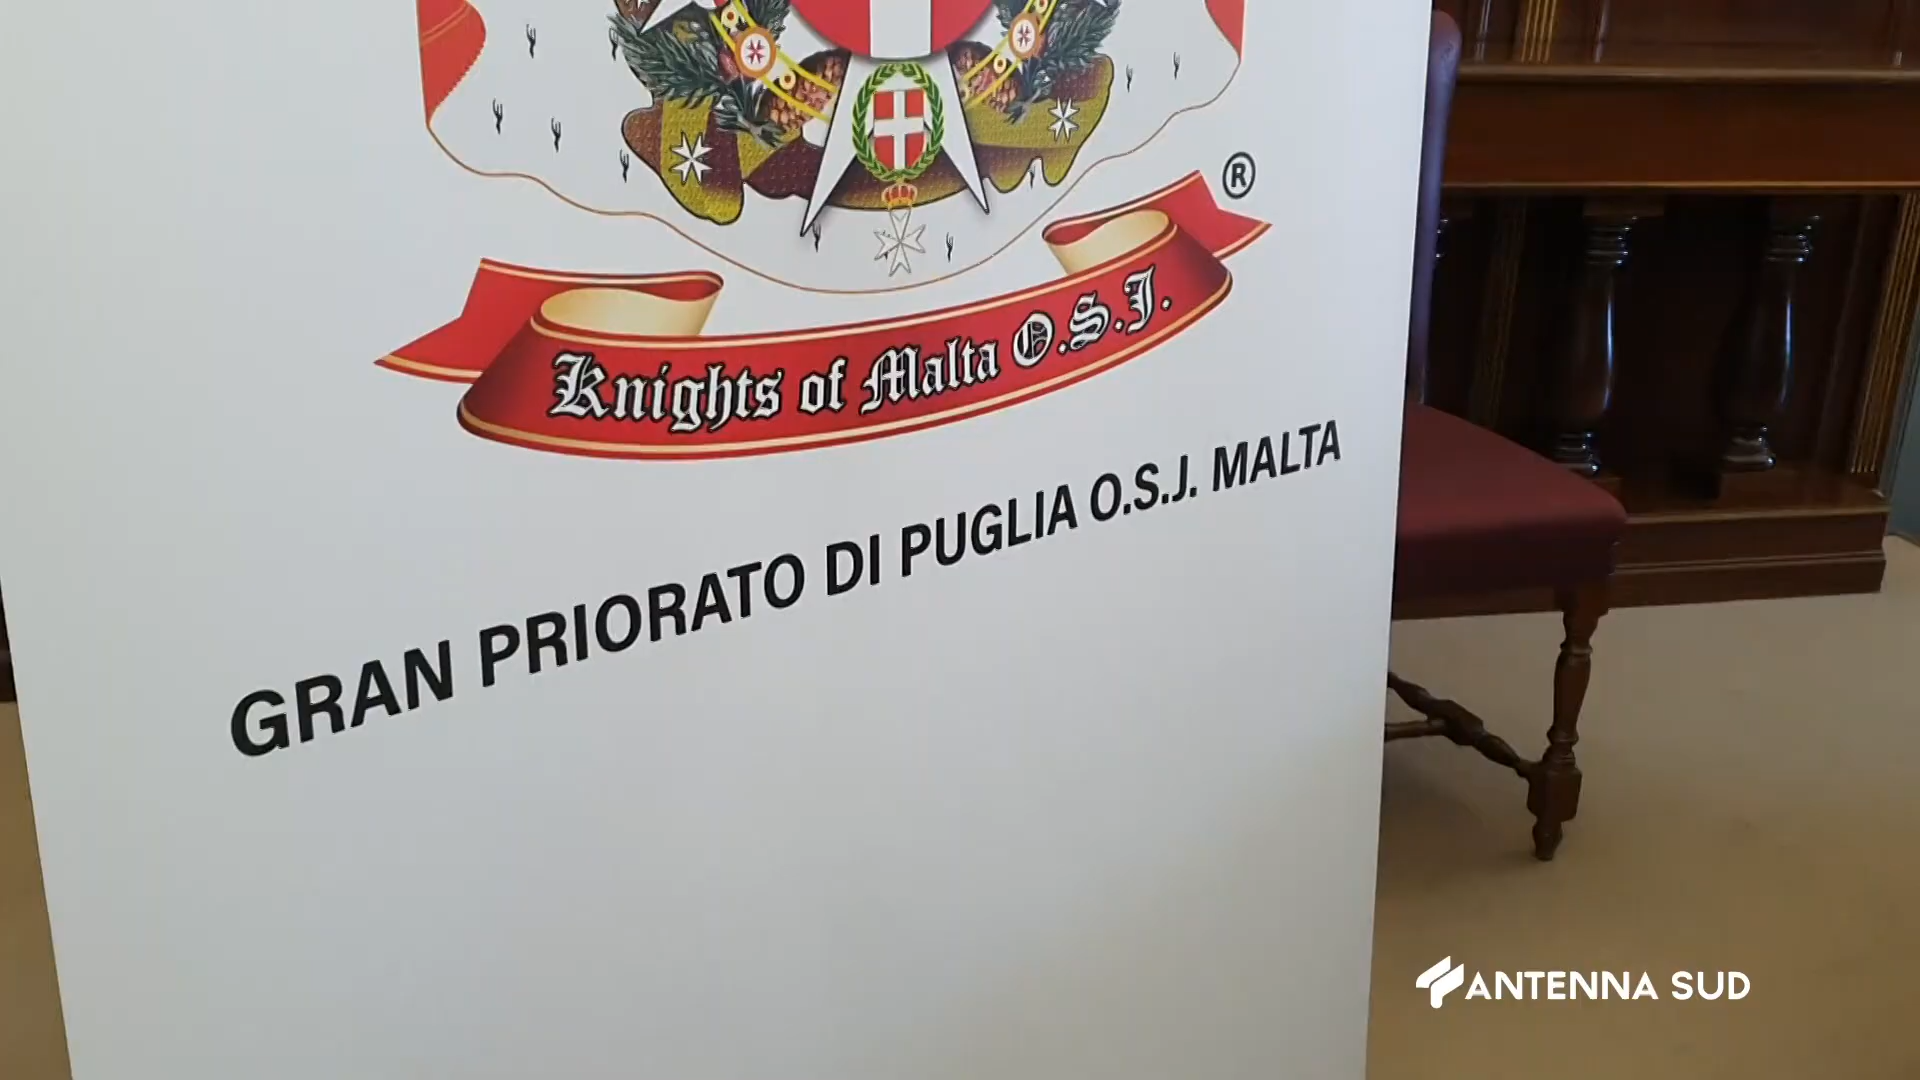 ®
Knights of Malta O.S.J.
GRAN PRIORATO DI PUGLIA O.S.J. MALTA
ANTENNA SUD